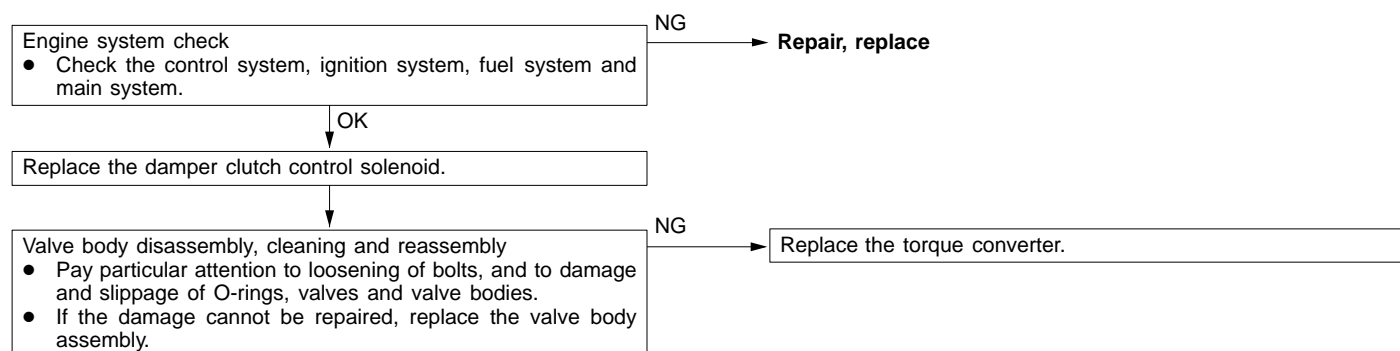 Engine system check
● Check the control system, ignition system, fuel system and
main system.
NG
Repair, replace
OK
Replace the damper clutch control solenoid.
Valve body disassembly, cleaning and reassembly
● Pay particular attention to loosening of bolts, and to damage
and slippage of O-rings, valves and valve bodies.
● If the damage cannot be repaired, replace the valve body
assembly.
NG
Replace the torque converter.